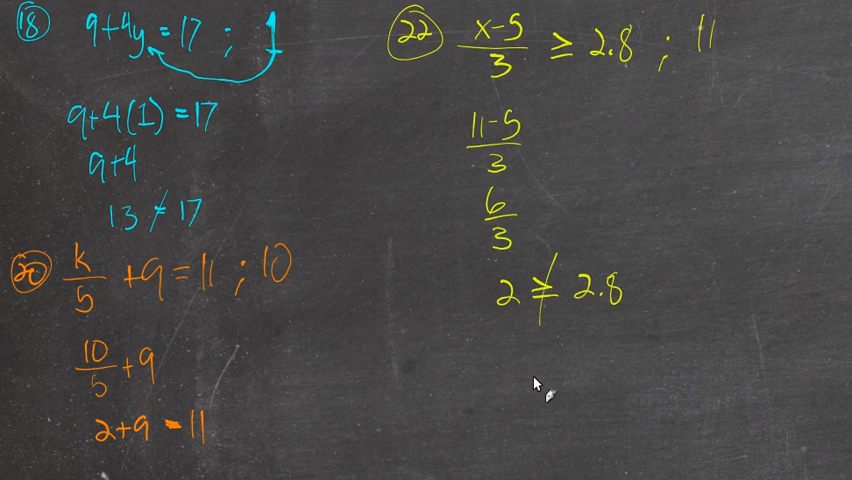 18 9+4y=17 ; 1
9+4(1)=17
9+4
13≠17
20 k/5 +9=11 ; 10
10/5 +9
2+9=11
22 x-5/3 ≥ 2.8 ; 11
11-5/3
6/3
2 ≱ 2.8